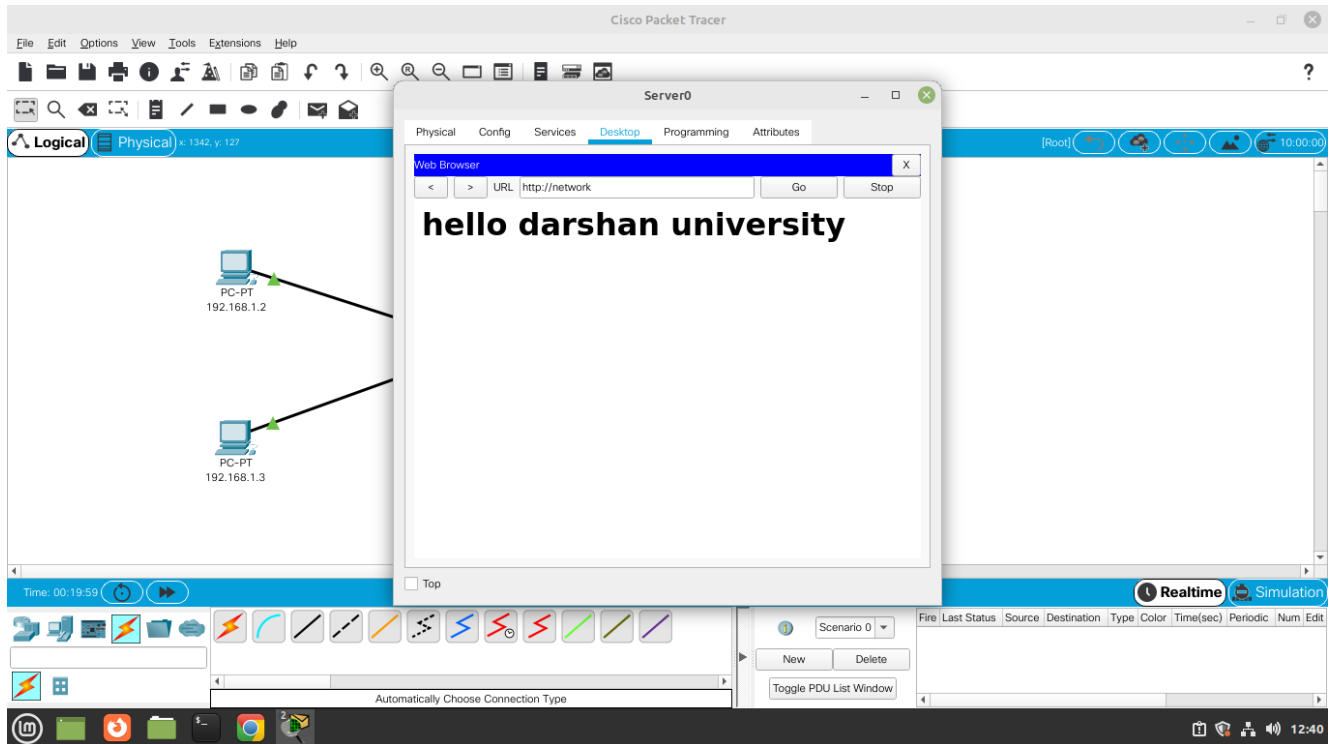 Cisco Packet Tracer
File Edit Options View Tools Extensions Help
?
Server0
Logical Physical x: 1342, y: 127
[Root] 10:00:00
Physical Config Services Desktop Programming Attributes
Web Browser X
< > URL http://network Go Stop
hello darshan university
PC-PT
192.168.1.2
PC-PT
192.168.1.3
Top
Time: 00:19:59
Realtime Simulation
Scenario 0
Fire Last Status Source Destination Type Color Time(sec) Periodic Num Edit
New Delete
Toggle PDU List Window
Automatically Choose Connection Type
2
12:40